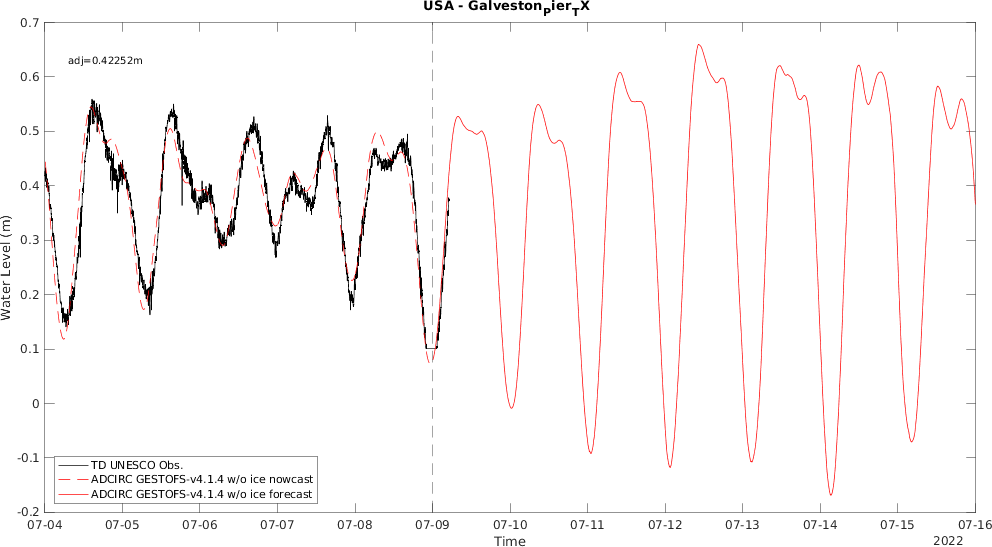 USA - GalvestonPierTX
adj=0.42252m
0.7
0.6
0.5
0.4
0.3
0.2
0.1
0
-0.1
-0.2
Water Level (m)
TD UNESCO Obs.
ADCIRC GESTOFS-v4.1.4 w/o ice nowcast
ADCIRC GESTOFS-v4.1.4 w/o ice forecast
07-04 07-05 07-06 07-07 07-08 07-09 07-10 07-11 07-12 07-13 07-14 07-15 07-16
Time
2022